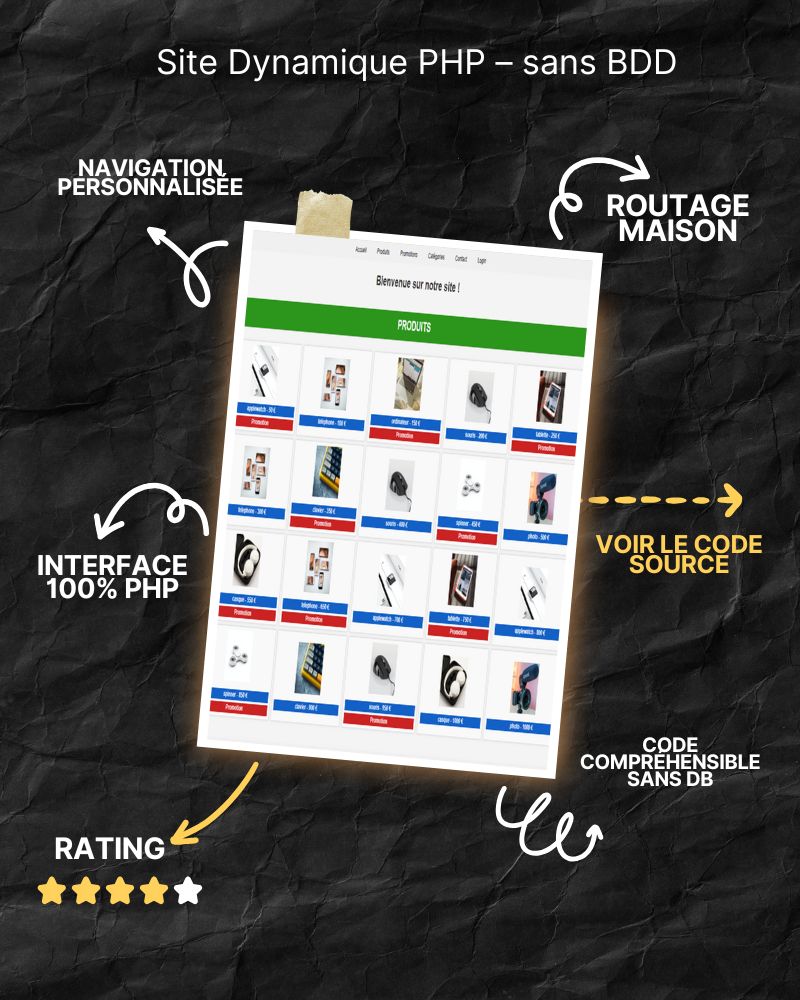 Site Dynamique PHP – sans BDD
NAVIGATION
PERSONNALISÉE
ROUTAGE
MAISON
Accueil Produits Promotions Catégories Contact Login
Bienvenue sur notre site !
PRODUITS
applewatch - 50 €
Promotion
telephone - 100 €
ordinateur - 150 €
Promotion
souris - 200 €
tablette - 250 €
Promotion
telephone - 300 €
clavier - 350 €
Promotion
souris - 400 €
spinner - 450 €
Promotion
photo - 500 €
casque - 550 €
Promotion
telephone - 650 €
Promotion
applewatch - 700 €
tablette - 750 €
Promotion
applewatch - 800 €
spinner - 850 €
Promotion
clavier - 900 €
souris - 950 €
Promotion
casque - 1000 €
photo - 1000 €
INTERFACE
100% PHP
VOIR LE CODE
SOURCE
CODE
COMPRÉHENSIBLE
SANS DB
RATING